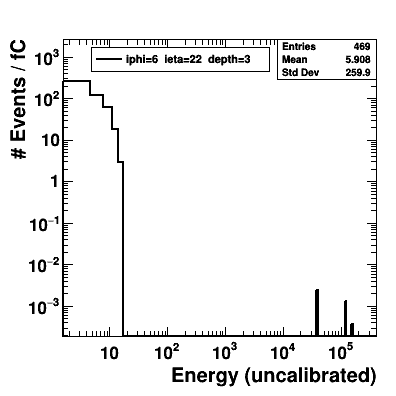 Entries 469
Mean 5.908
Std Dev 259.9
iphi=6 ieta=22 depth=3
# Events / fC
10³
10²
10
1
10⁻¹
10⁻²
10⁻³
10 10² 10³ 10⁴ 10⁵
Energy (uncalibrated)